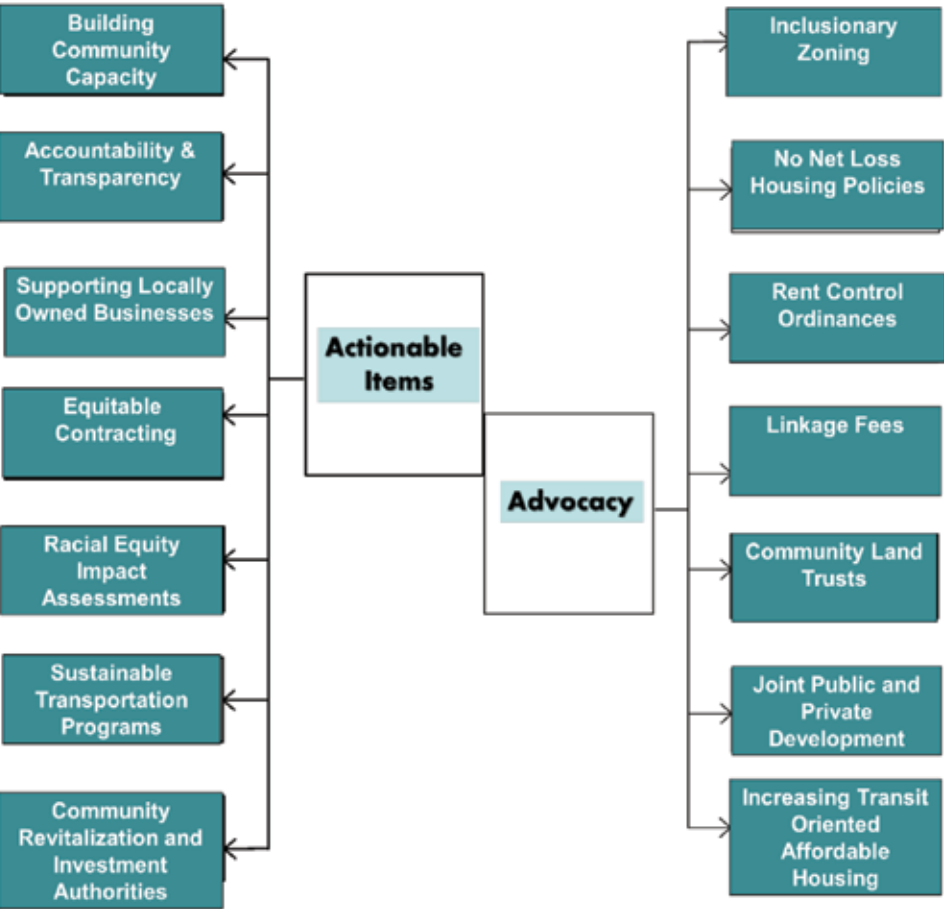 Building
Community
Capacity
Accountability &
Transparency
Supporting Locally
Owned Businesses
Equitable
Contracting
Racial Equity
Impact
Assessments
Sustainable
Transportation
Programs
Community
Revitalization and
Investment
Authorities
Actionable
Items
Advocacy
Inclusionary
Zoning
No Net Loss
Housing Policies
Rent Control
Ordinances
Linkage Fees
Community Land
Trusts
Joint Public and
Private
Development
Increasing Transit
Oriented
Affordable
Housing